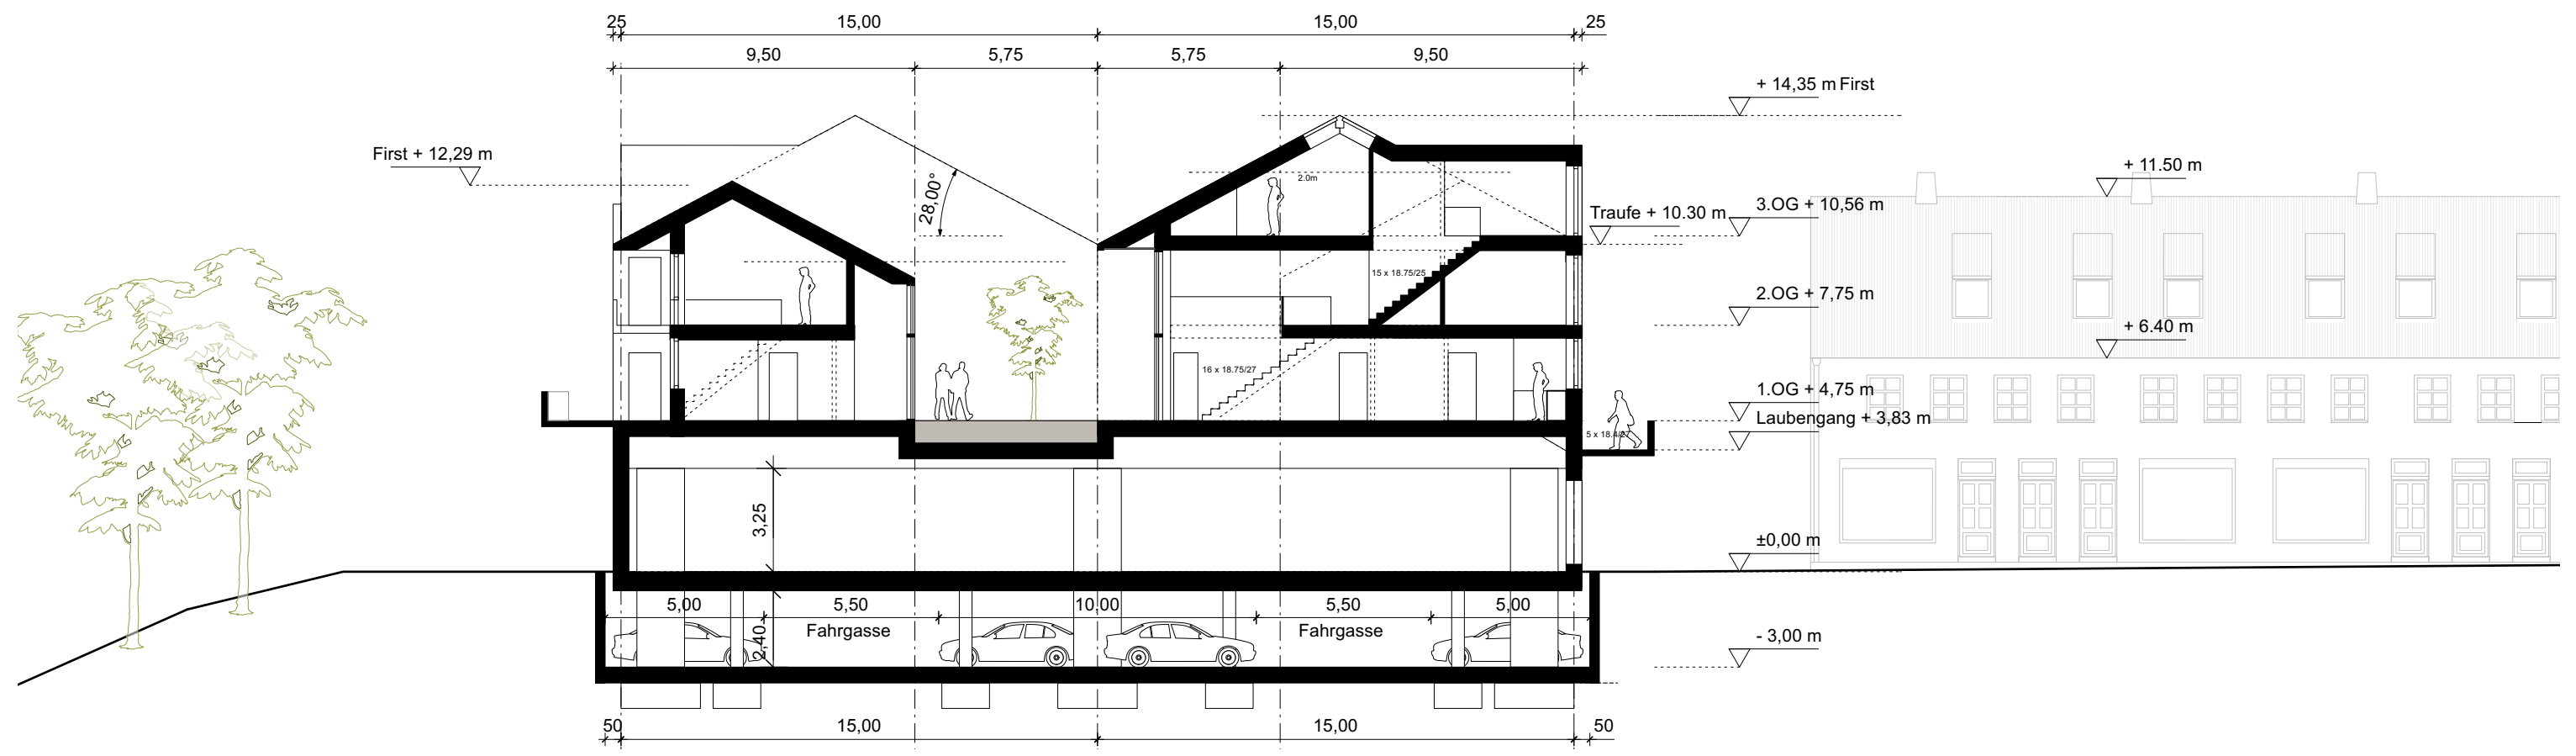 25 15,00 15,00 25
9,50 5,75 5,75 9,50
+ 14,35 m First
First + 12,29 m
+ 11.50 m
28,00°
2.0m
3.OG + 10,56 m
Traufe + 10.30 m
15 x 18.75/25
2.OG + 7,75 m
+ 6.40 m
16 x 18.75/27
1.OG + 4,75 m
Laubengang + 3,83 m
3,25
±0,00 m
5,00 5,50 10,00 5,50 5,00
Fahrgasse Fahrgasse
2,40
- 3,00 m
50 15,00 15,00 50